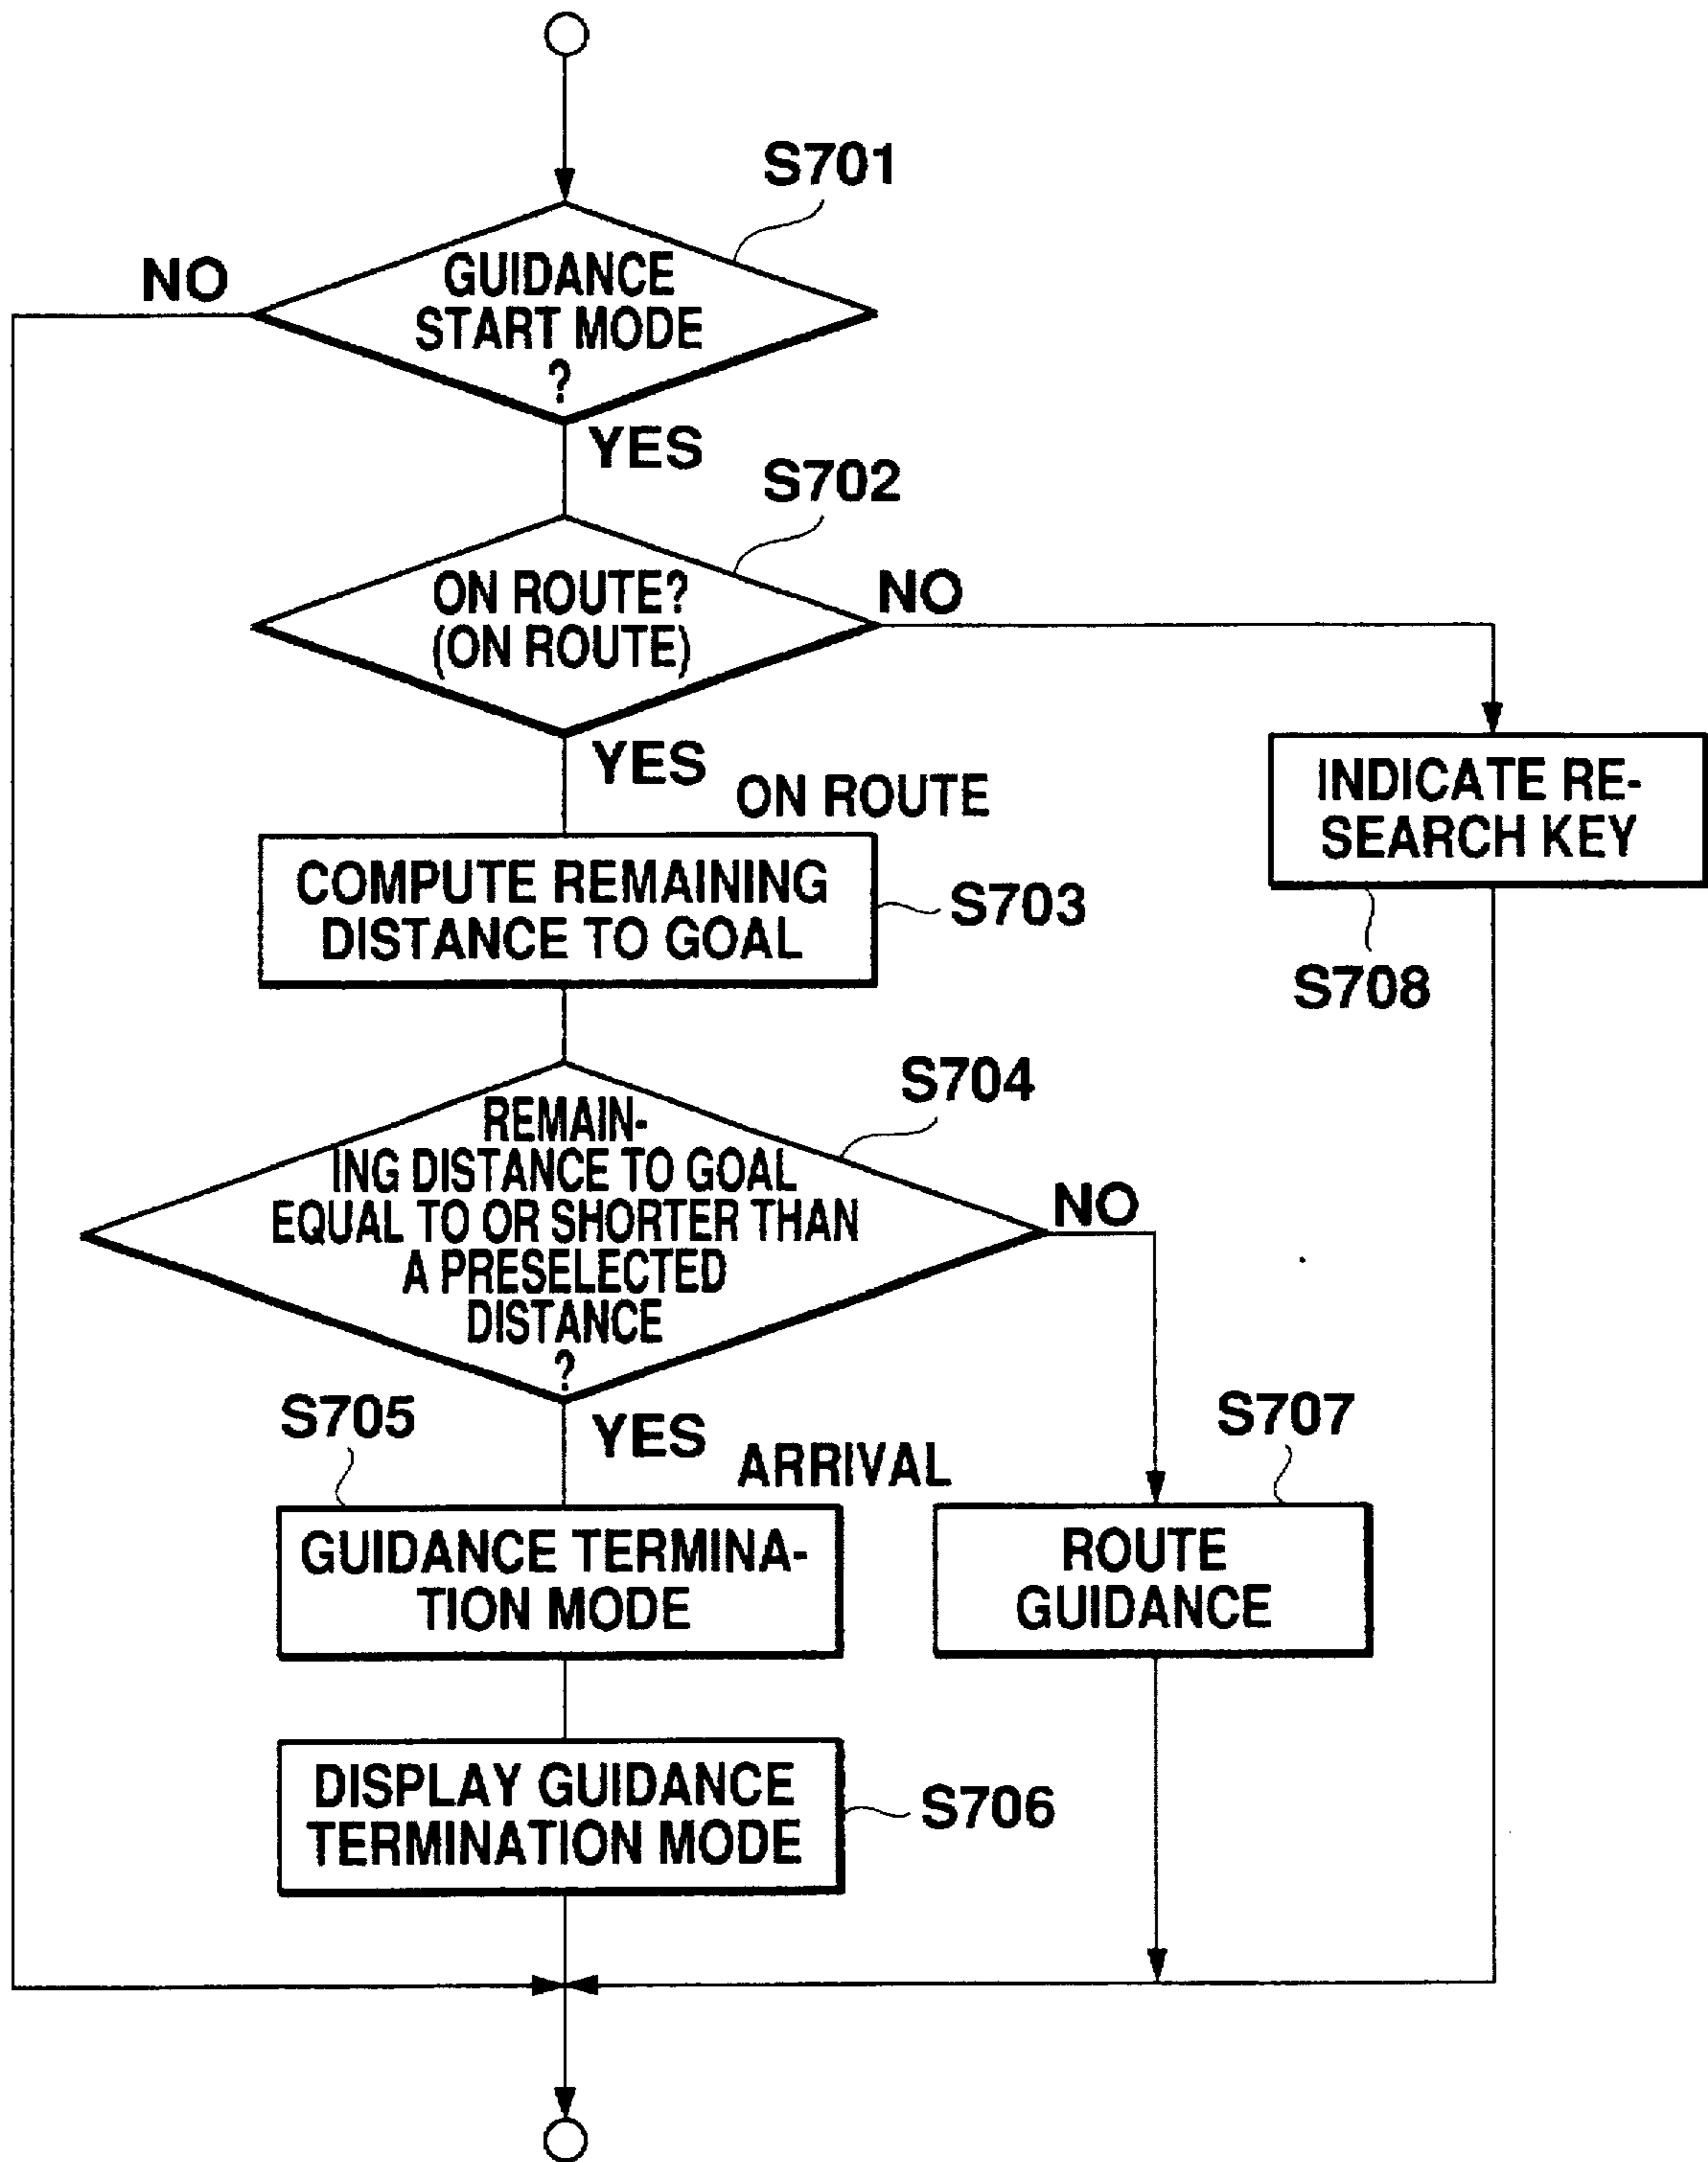 S701
NO
GUIDANCE
START MODE
?
YES
S702
ON ROUTE?
(ON ROUTE)
NO
YES
ON ROUTE
INDICATE RE-
SEARCH KEY
S708
COMPUTE REMAINING
DISTANCE TO GOAL
S703
S704
REMAIN-
ING DISTANCE TO GOAL
EQUAL TO OR SHORTER THAN
A PRESELECTED
DISTANCE
?
NO
S705
YES
ARRIVAL
S707
GUIDANCE TERMINA-
TION MODE
ROUTE
GUIDANCE
DISPLAY GUIDANCE
TERMINATION MODE
S706